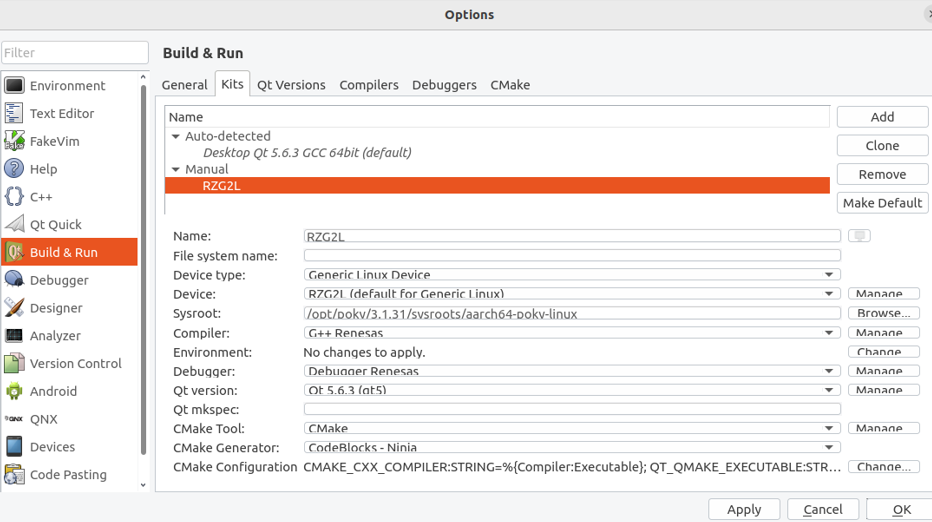 Options
Build & Run
Filter
Environment
Text Editor
FakeVim
Help
C++
Qt Quick
Build & Run
Debugger
Designer
Analyzer
Version Control
Android
QNX
QNX
Devices
Code Pasting
General Kits Qt Versions Compilers Debuggers CMake
Name
Auto-detected
Desktop Qt 5.6.3 GCC 64bit (default)
Manual
RZG2L
Add
Clone
Remove
Make Default
Name: RZG2L
File system name:
Device type: Generic Linux Device
Device: RZG2L (default for Generic Linux) Manage...
Sysroot: /opt/poky/3.1.31/sysroots/aarch64-poky-linux Browse...
Compiler: G++ Renesas Manage...
Environment: No changes to apply. Change...
Debugger: Debugger Renesas Manage...
Qt version: Qt 5.6.3 (qt5) Manage...
Qt mkspec:
CMake Tool: CMake Manage...
CMake Generator: CodeBlocks - Ninja
CMake Configuration CMAKE_CXX_COMPILER:STRING=%{Compiler:Executable}; QT_QMAKE_EXECUTABLE:STR... Change...
Apply Cancel OK